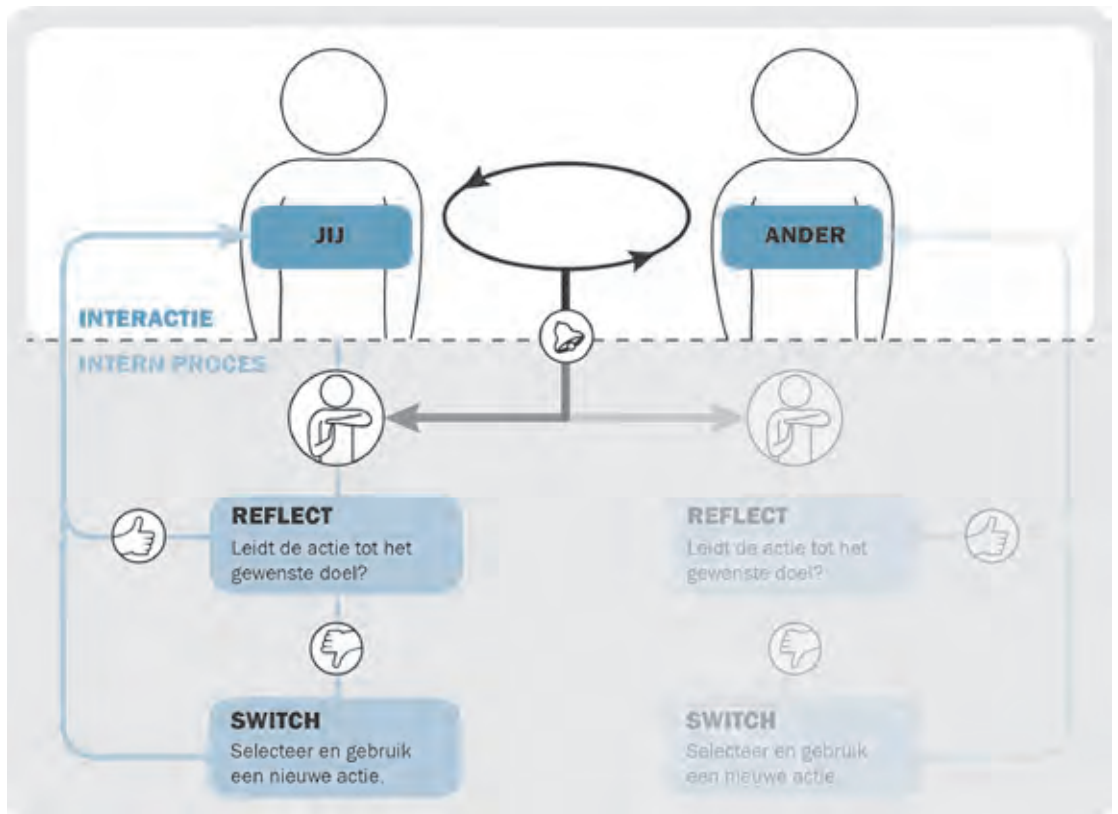 JIJ
ANDER
INTERACTIE
INTERN PROCES
REFLECT
Leidt de actie tot het
gewenste doel?
REFLECT
Leidt de actie tot het
gewenste doel?
SWITCH
Selecteer en gebruik
een nieuwe actie.
SWITCH
Selecteer en gebruik
een nieuwe actie.